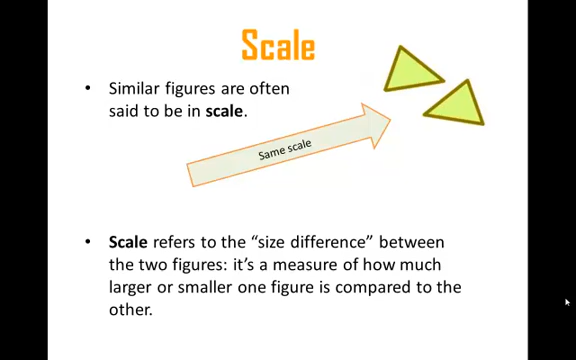 Scale
• Similar figures are often
said to be in scale.
Same scale
• Scale refers to the “size difference” between
the two figures: it’s a measure of how much
larger or smaller one figure is compared to the
other.